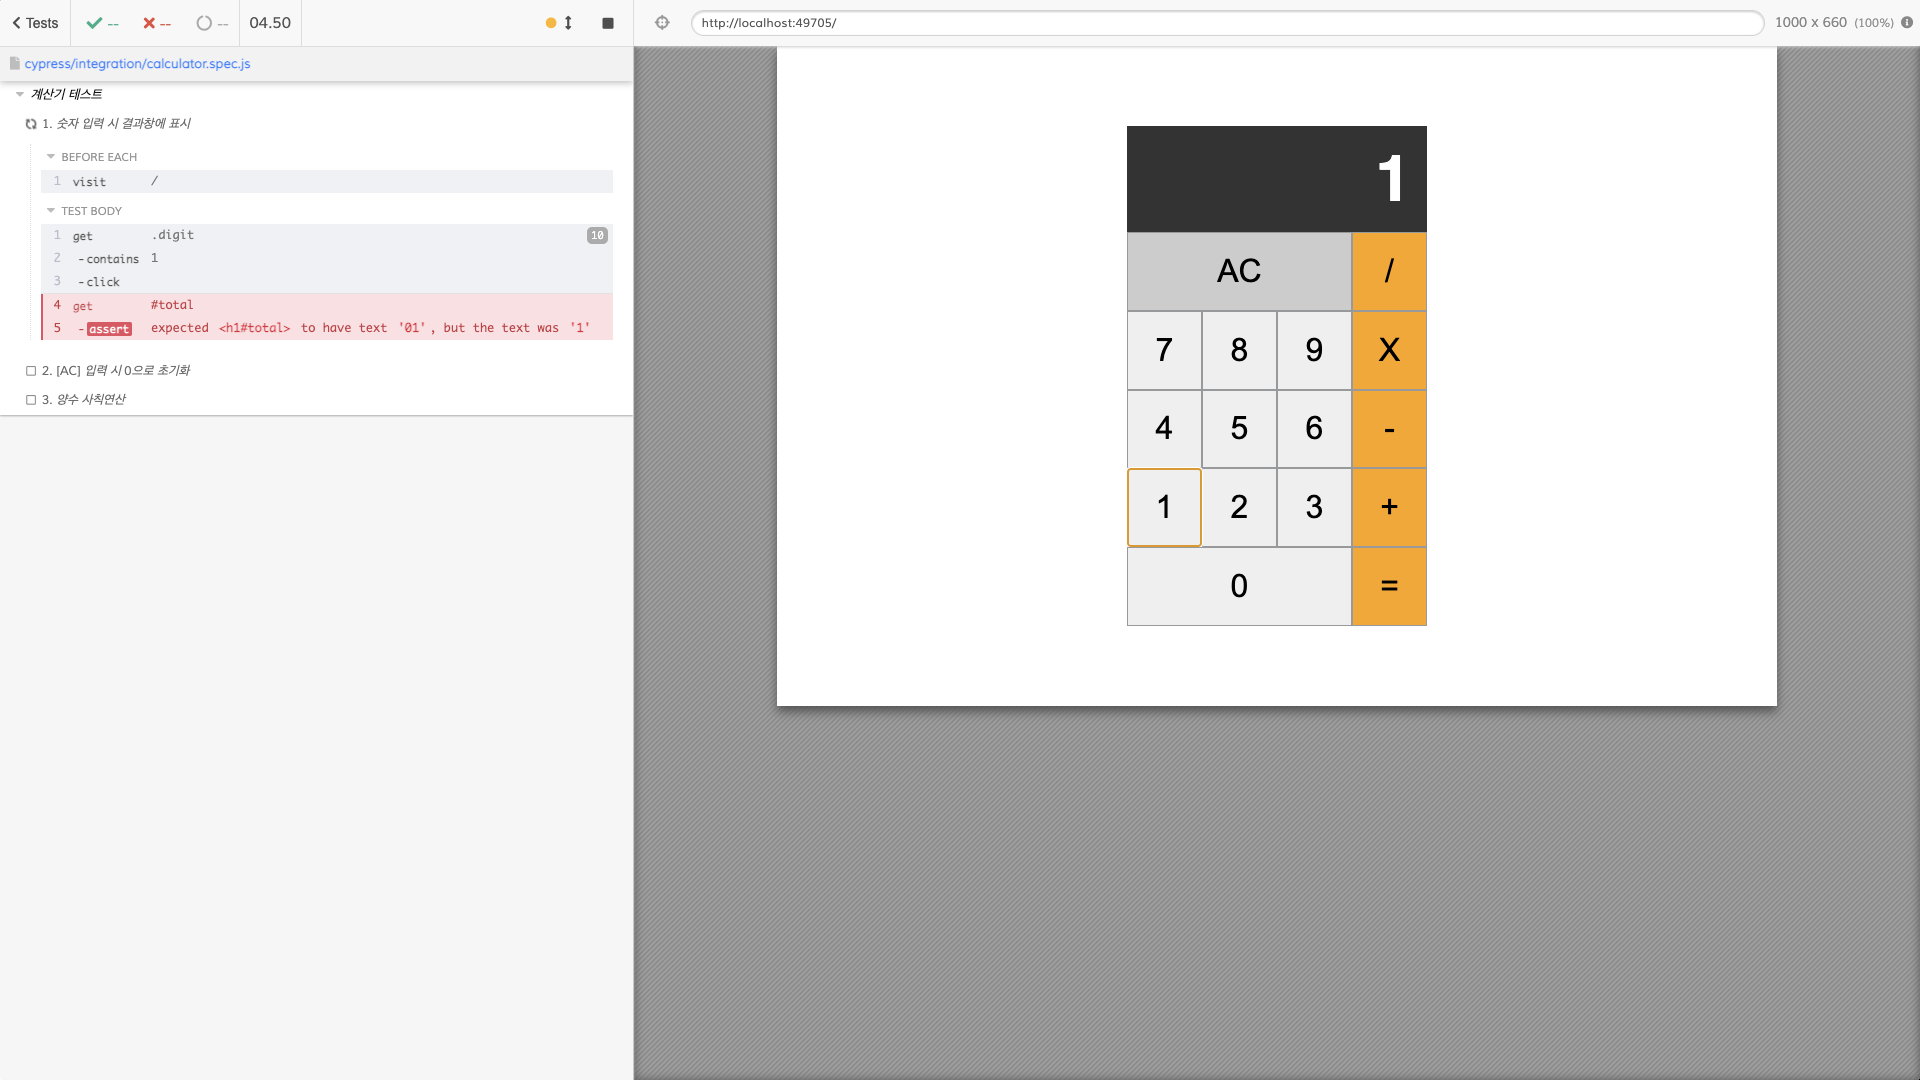 Tests
--
--
--
04.50
http://localhost:49705/
1000 x 660 (100%)
cypress/integration/calculator.spec.js
계산기 테스트
1. 숫자 입력 시 결과창에 표시
BEFORE EACH
1 visit /
TEST BODY
1 get .digit 10
2 -contains 1
3 -click
4 get #total
5 -assert expected <h1#total> to have text '01', but the text was '1'
2. [AC] 입력 시 0으로 초기화
3. 양수 사칙연산
1
AC /
7 8 9 X
4 5 6 -
1 2 3 +
0 =